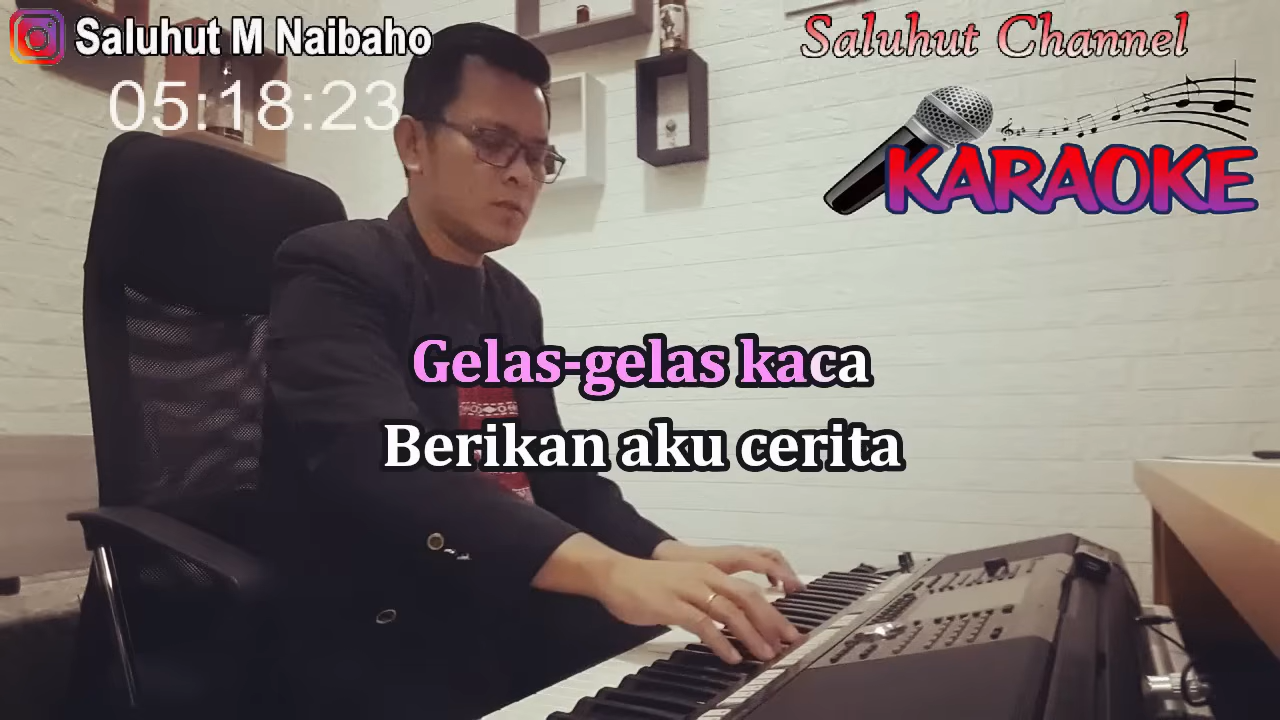 Saluhut M Naibaho
Saluhut Channel
05:18:23
KARAOKE
Gelas-gelas kaca
Berikan aku cerita